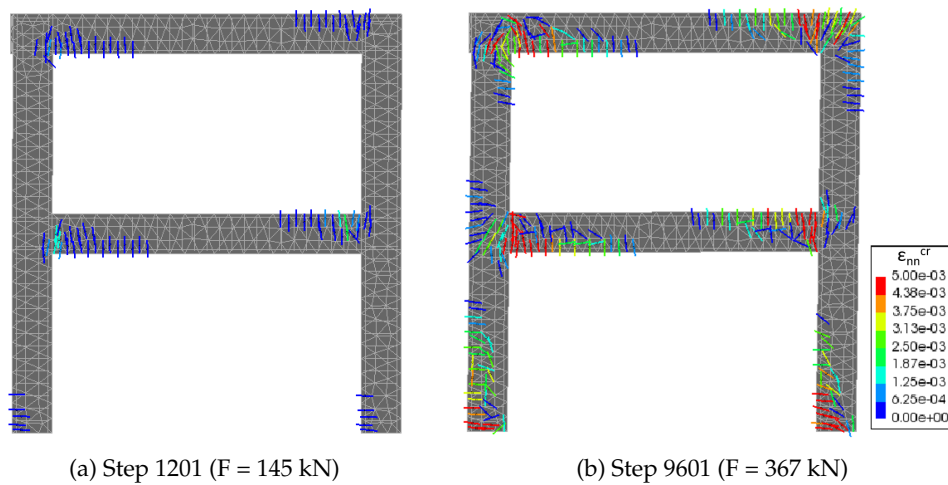 ε_nn^cr
5.00e-03
4.38e-03
3.75e-03
3.13e-03
2.50e-03
1.87e-03
1.25e-03
6.25e-04
0.00e+00
(a) Step 1201 (F = 145 kN)
(b) Step 9601 (F = 367 kN)